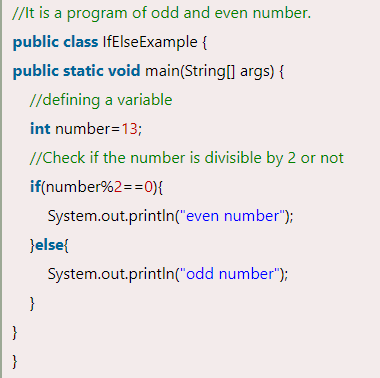 //It is a program of odd and even number.
public class IfElseExample {
public static void main(String[] args) {
    //defining a variable
    int number=13;
    //Check if the number is divisible by 2 or not
    if(number%2==0){
        System.out.println("even number");
    }else{
        System.out.println("odd number");
    }
}
}